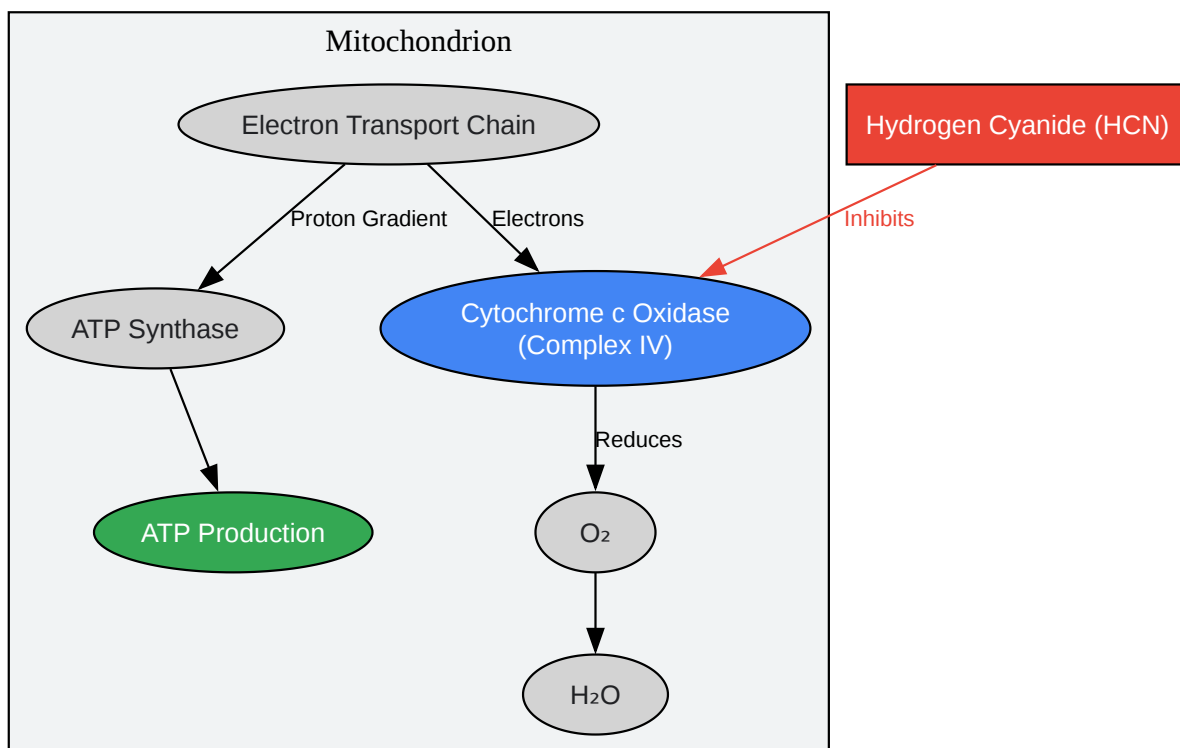 Mitochondrion
Electron Transport Chain
Hydrogen Cyanide (HCN)
Proton Gradient
Electrons
Inhibits
ATP Synthase
Cytochrome c Oxidase
(Complex IV)
Reduces
ATP Production
O₂
H₂O